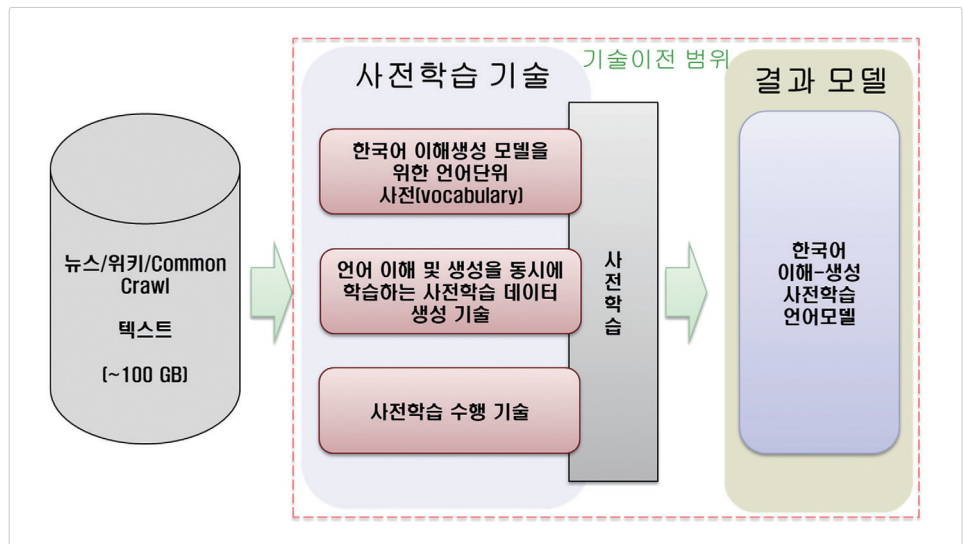 기술이전 범위
사전학습 기술
결과 모델
뉴스/위키/Common
Crawl
텍스트
(~100 GB)
한국어 이해생성 모델을
위한 언어단위
사전(vocabulary)
언어 이해 및 생성을 동시에
학습하는 사전학습 데이터
생성 기술
사전학습 수행 기술
사
전
학
습
한국어
이해-생성
사전학습
언어모델